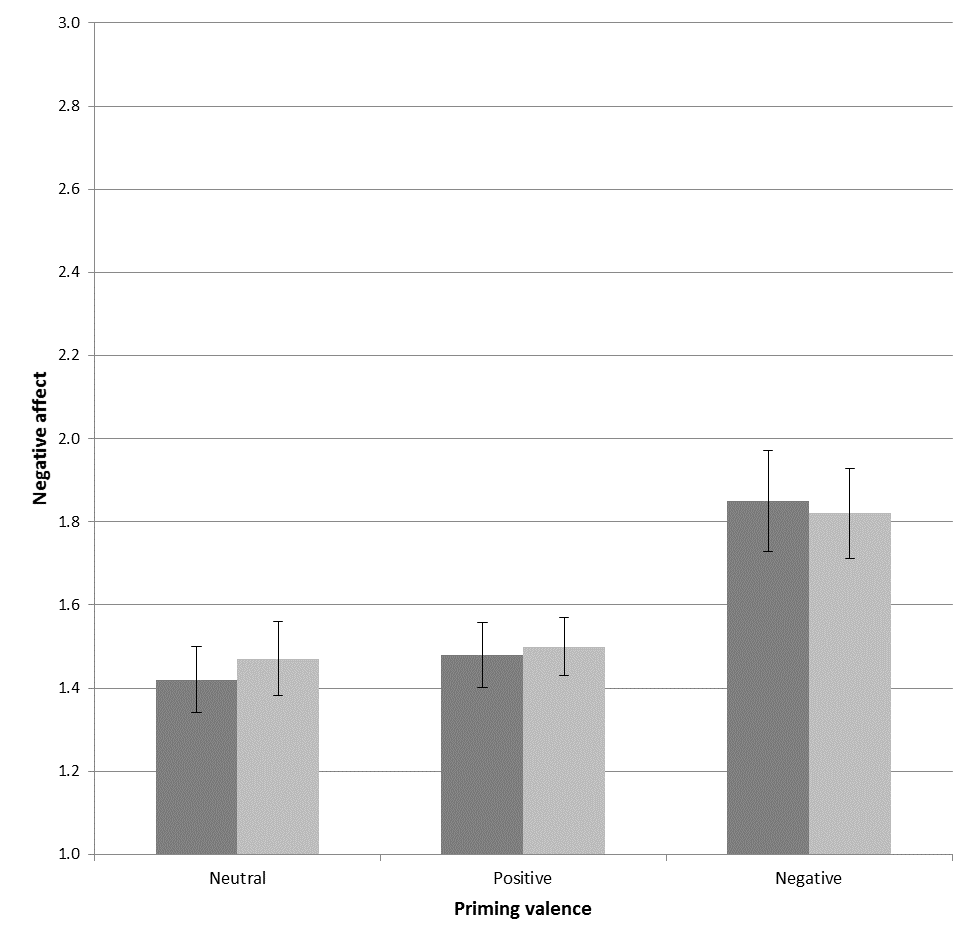 3.0
2.8
2.6
2.4
2.2
2.0
1.8
1.6
1.4
1.2
1.0
Negative affect
Neutral
Positive
Negative
Priming valence